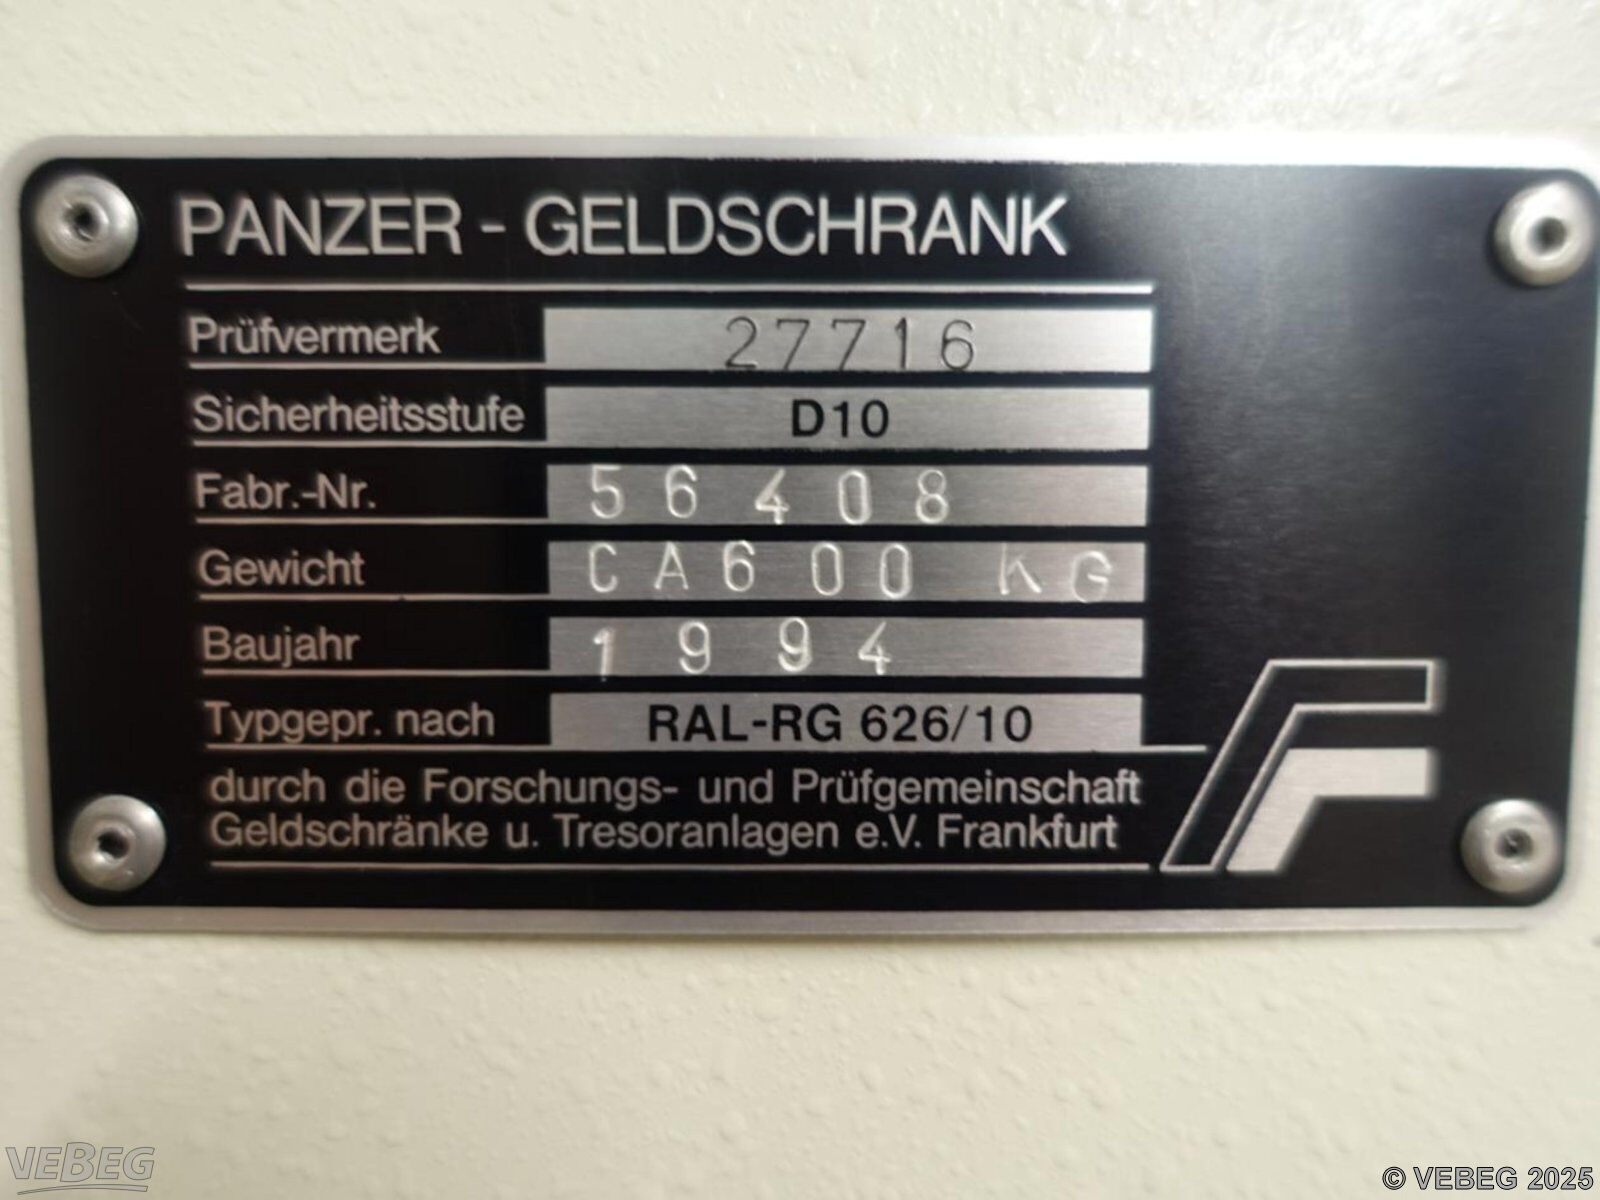 PANZER - GELDSCHRANK
Prüfvermerk 27716
Sicherheitsstufe D10
Fabr.-Nr. 56408
Gewicht CA600 KG
Baujahr 1994
Typgepr. nach RAL-RG 626/10
durch die Forschungs- und Prüfgemeinschaft
Geldschränke u. Tresoranlagen e.V. Frankfurt
VEBEG
© VEBEG 2025